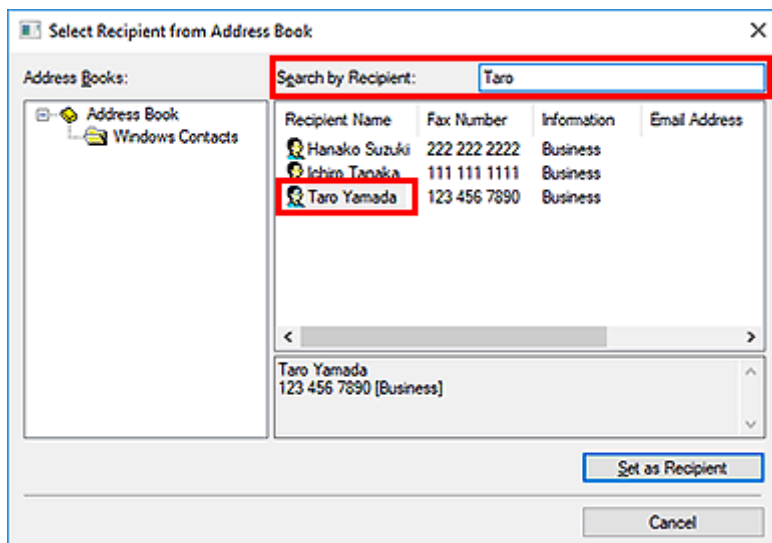 Select Recipient from Address Book
Address Books:
Search by Recipient: Taro
Address Book
Windows Contacts
Recipient Name Fax Number Information Email Address
Hanako Suzuki 222 222 2222 Business
Ichiro Tanaka 111 111 1111 Business
Taro Yamada 123 456 7890 Business
Taro Yamada
123 456 7890 [Business]
Set as Recipient
Cancel